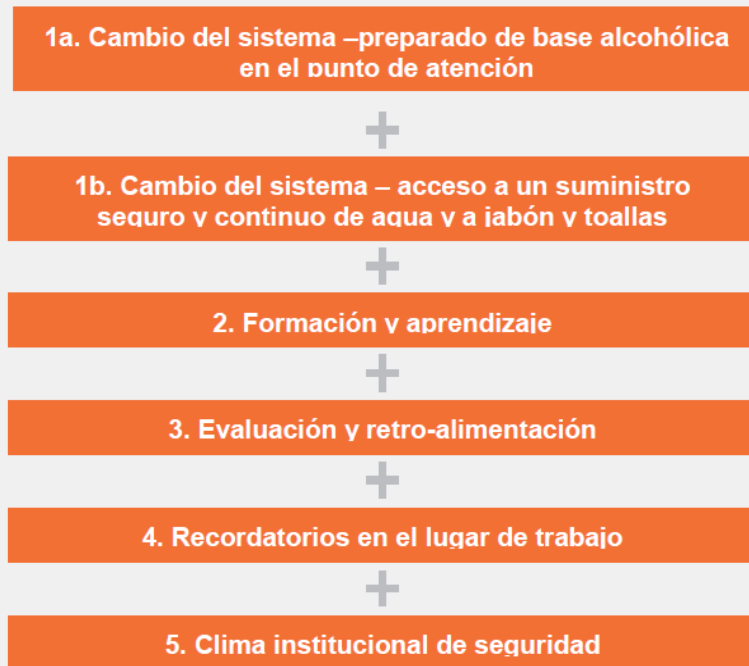 1a. Cambio del sistema –preparado de base alcohólica
en el punto de atención
+
1b. Cambio del sistema – acceso a un suministro
seguro y continuo de agua y a jabón y toallas
+
2. Formación y aprendizaje
+
3. Evaluación y retro-alimentación
+
4. Recordatorios en el lugar de trabajo
+
5. Clima institucional de seguridad